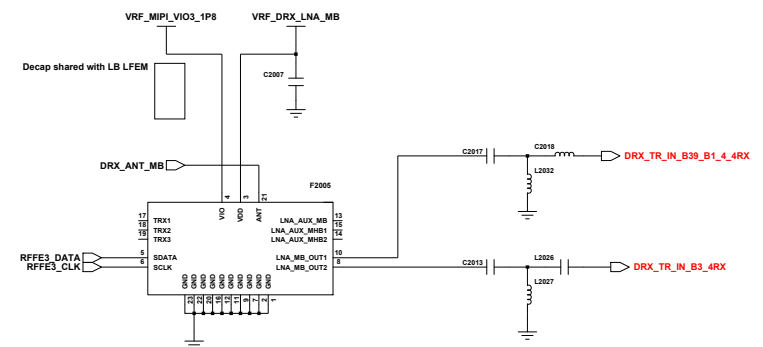 VRF_MIPI_VIO3_1P8
VRF_DRX_LNA_MB
Decap shared with LB LFEM
C2007
DRX_ANT_MB
C2017
C2018
DRX_TR_IN_B39_B1_4_4RX
L2032
F2005
4
3
21
VIO
VDD
ANT
17 TRX1
18 TRX2
19 TRX3
LNA_AUX_MB 13
LNA_AUX_MHB1 15
LNA_AUX_MHB2 14
RFFE3_DATA 5 SDATA
RFFE3_CLK 6 SCLK
LNA_MB_OUT1 10
LNA_MB_OUT2 8
C2013
L2026
DRX_TR_IN_B3_4RX
L2027
GND GND GND GND GND GND GND GND GND GND
23 22 20 16 12 11 9 7 2 1